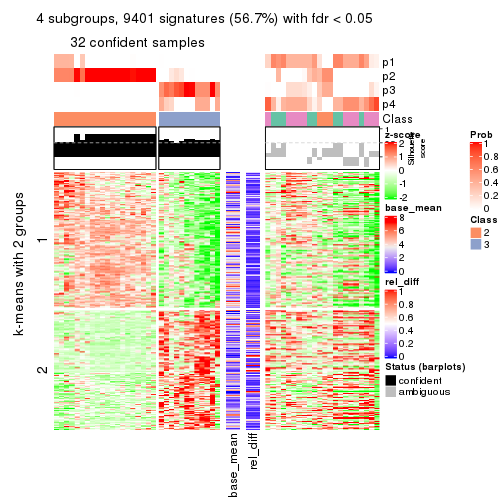 4 subgroups, 9401 signatures (56.7%) with fdr < 0.05
32 confident samples
p1
p2
p3
p4
Class
1
Silhouette
score
k-means with 2 groups
1
2
base_mean
rel_diff
z-score
2
1
0
-1
-2
base_mean
8
6
4
2
0
rel_diff
1
0.8
0.6
0.4
0.2
0
Status (barplots)
confident
ambiguous
Prob
1
0.8
0.6
0.4
0.2
0
Class
2
3